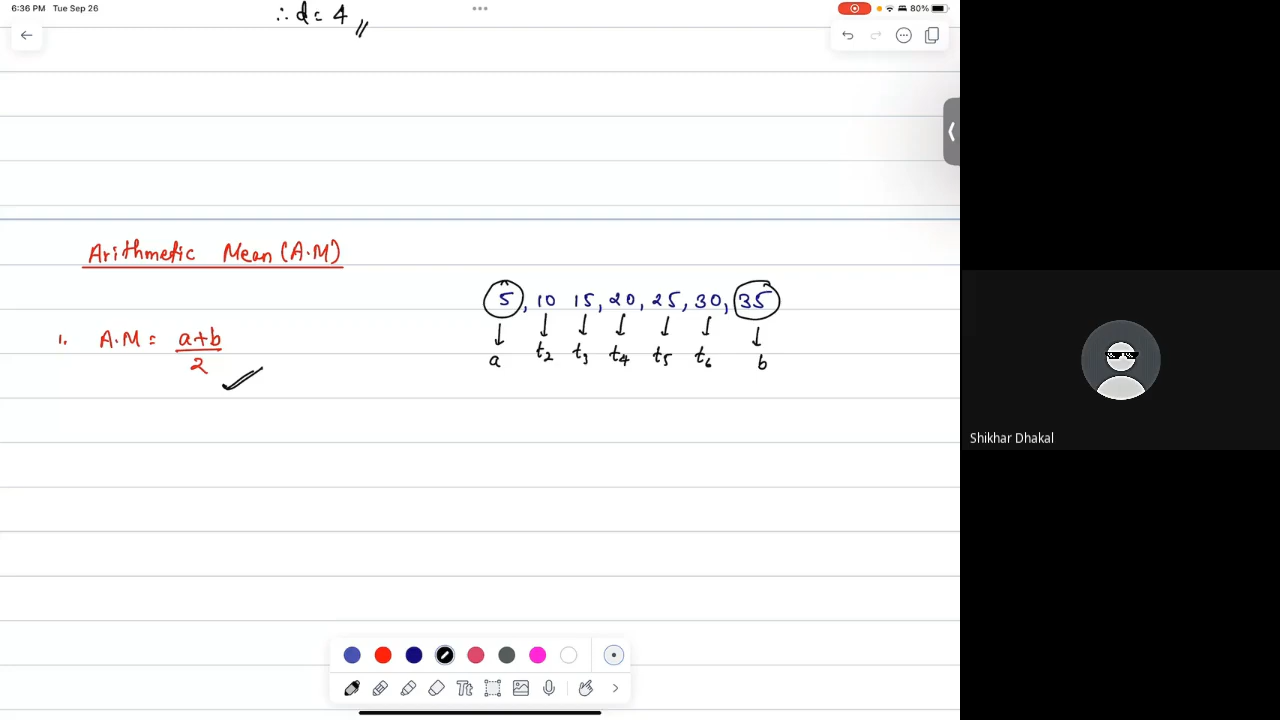 6:36 PM Tue Sep 26
80%
∴ d = 4 //
Arithmetic Mean (A.M)
5, 10 15, 20, 25, 30, 35
↓ ↓ ↓ ↓ ↓ ↓ ↓
a t2 t3 t4 t5 t6 b
1. A.M = a+b
2
Tt
Shikhar Dhakal